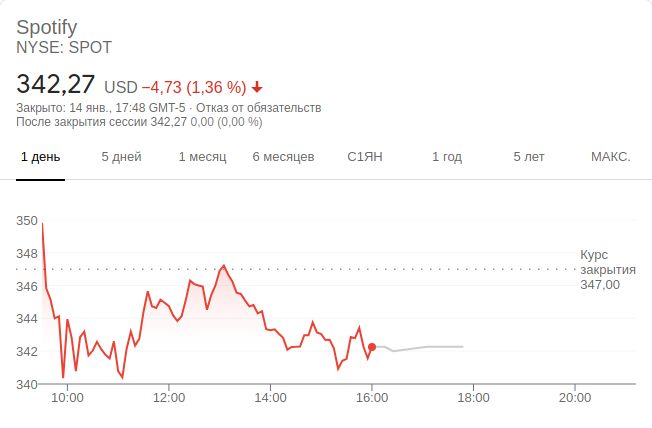 Spotify
NYSE: SPOT
342,27 USD −4,73 (1,36 %)
Закрыто: 14 янв., 17:48 GMT-5 · Отказ от обязательств
После закрытия сессии 342,27 0,00 (0,00 %)
1 день 5 дней 1 месяц 6 месяцев С1ЯН 1 год 5 лет МАКС.
350
348
346
344
342
340
Курс
закрытия
347,00
10:00 12:00 14:00 16:00 18:00 20:00